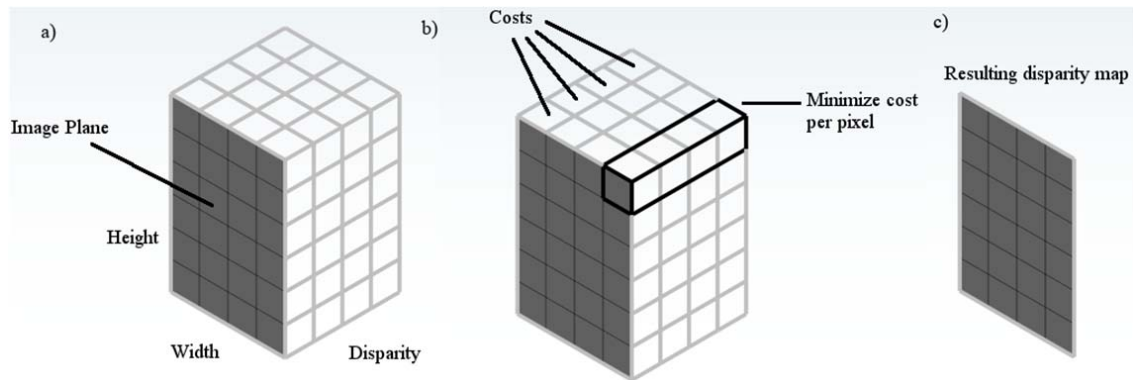 a)
Image Plane
Height
Width
Disparity
b)
Costs
Minimize cost
per pixel
c)
Resulting disparity map